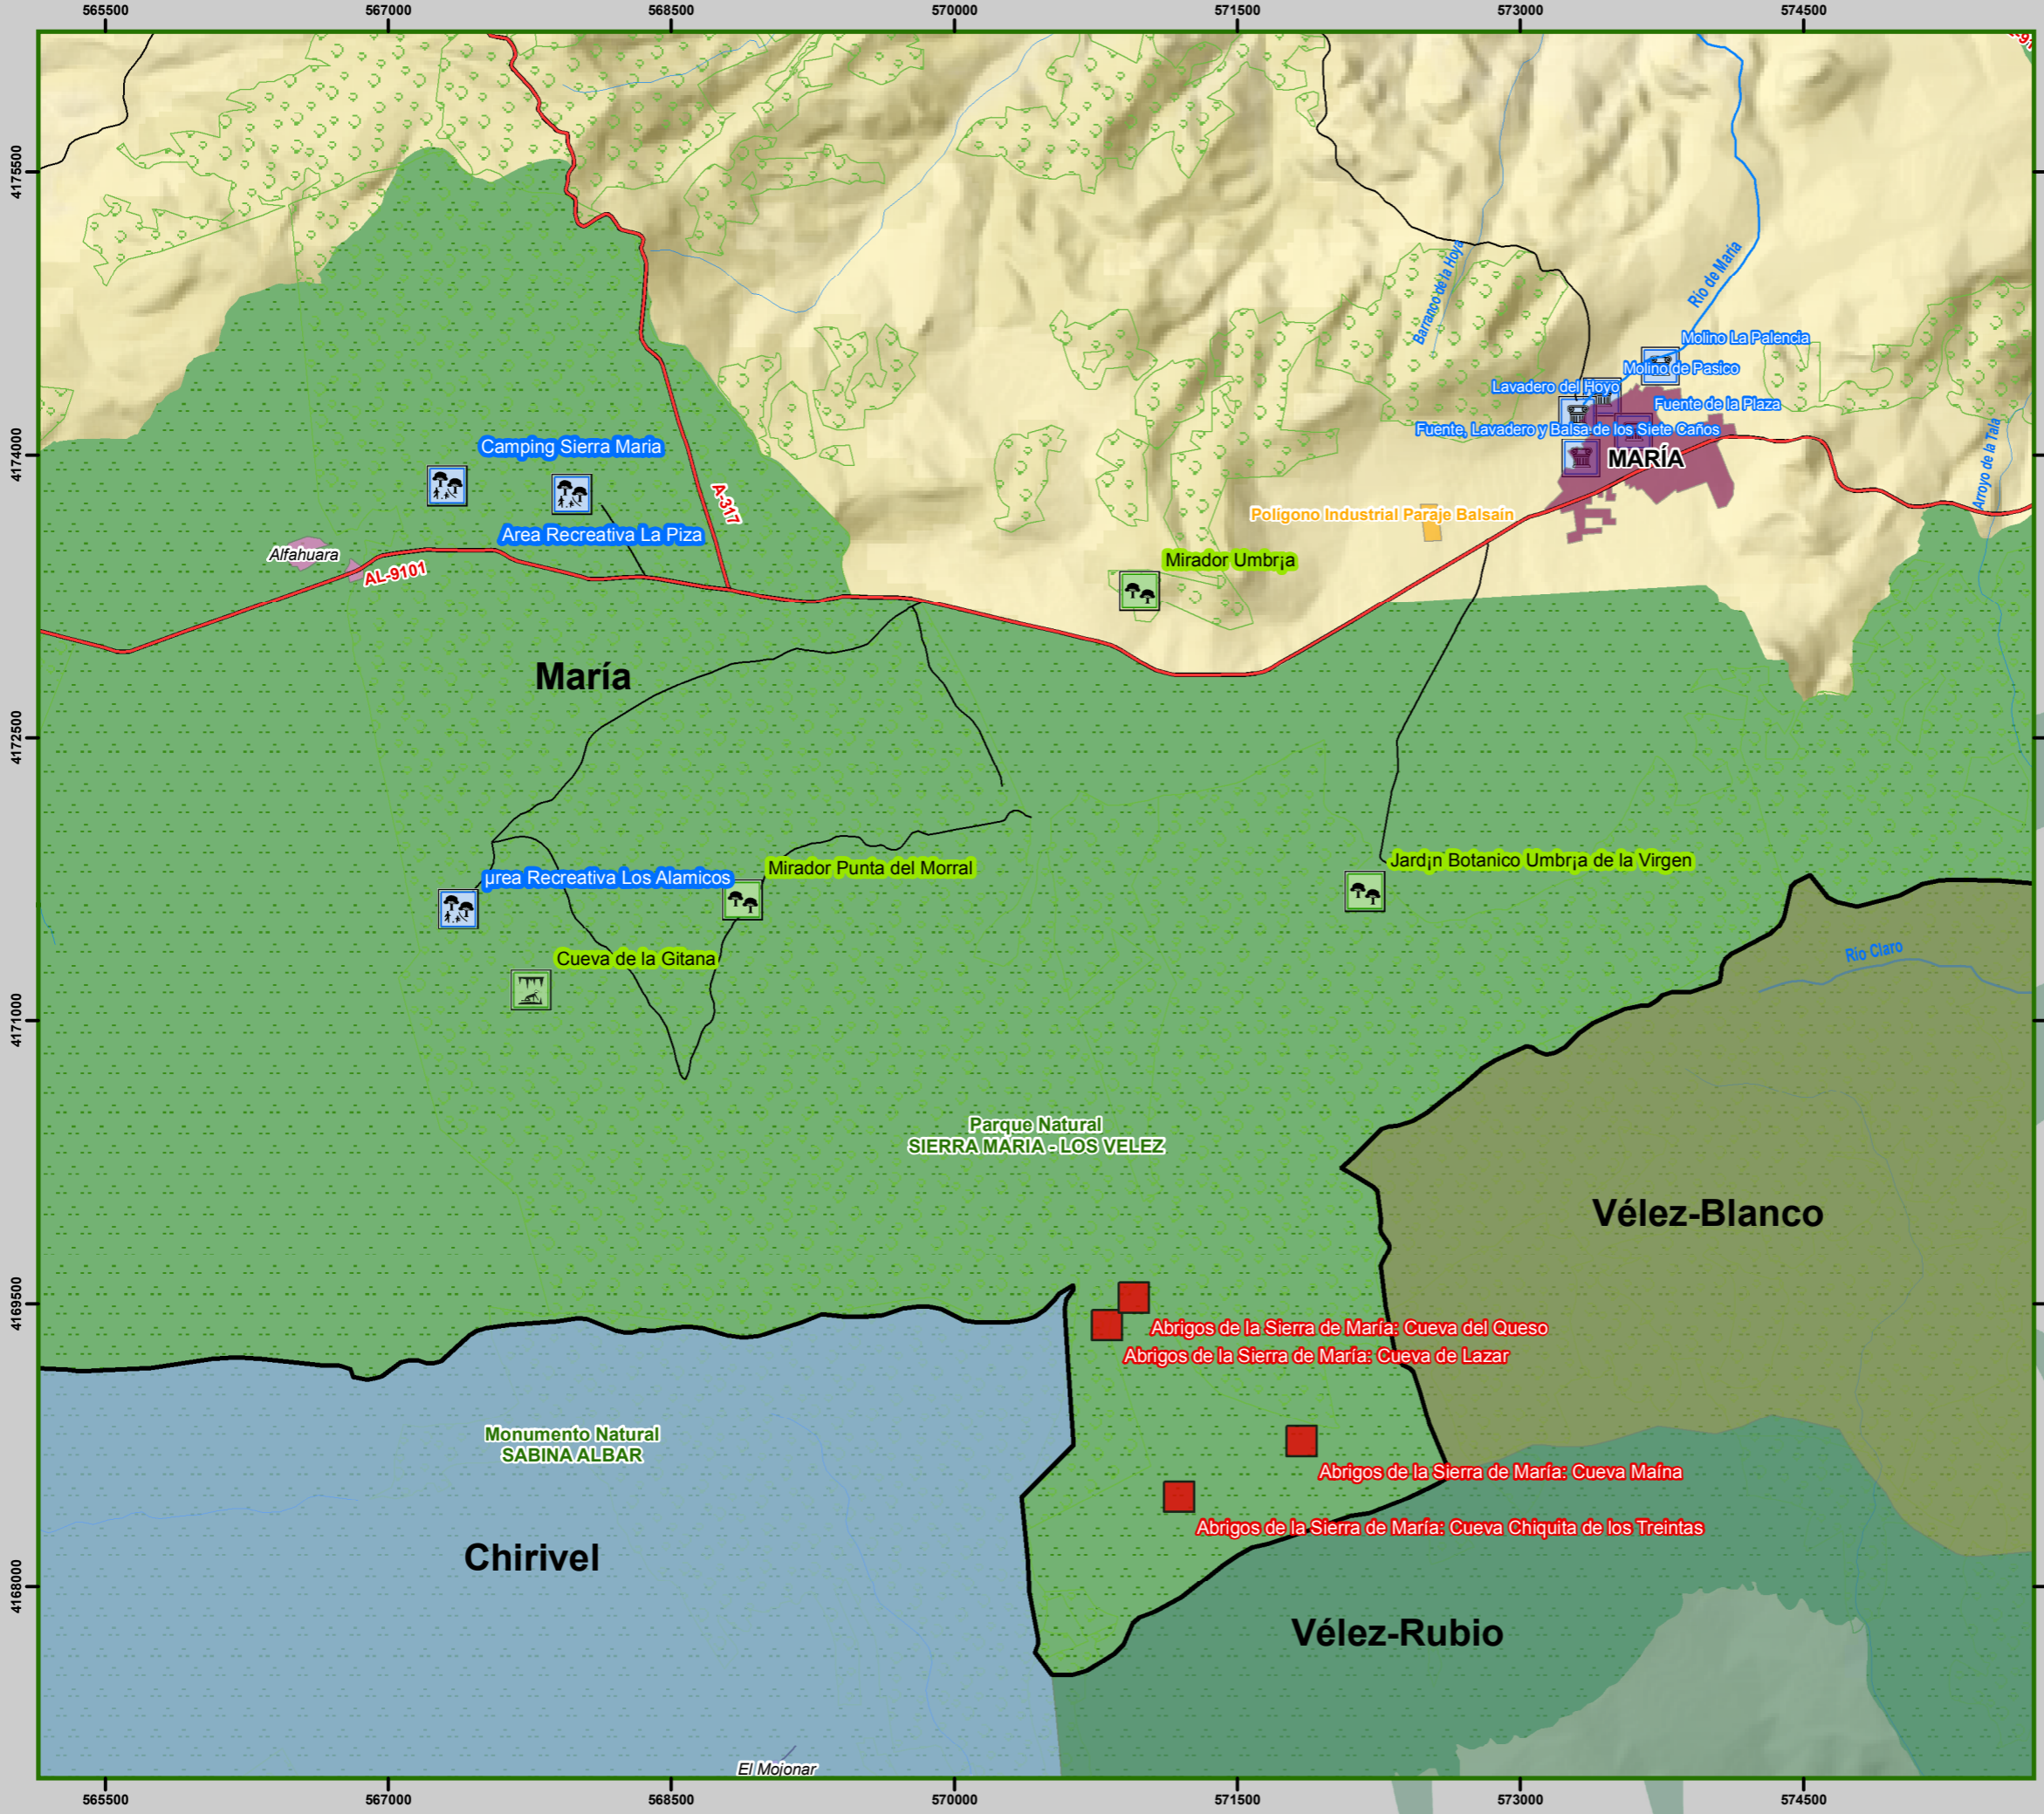 565500 567000 568500 570000 571500 573000 574500
4175500
Barranco de la Hoya
Río de María
Molino La Palencia
Molino de Pasico
Lavadero del Hoyo
Fuente de la Plaza
Fuente, Lavadero y Balsa de los Siete Caños
4174000
Camping Sierra Maria
MARÍA
Arroyo de la Tala
A-317
Poligono Industrial Paraje Balsain
Area Recreativa La Piza
Alfahuara
Mirador Umbr¡a
AL-9101
María
4172500
Jard¡n Botanico Umbr¡a de la Virgen
Mirador Punta del Morral
µrea Recreativa Los Alamicos
Rio Claro
Cueva de la Gitana
4171000
Parque Natural
SIERRA MARIA - LOS VELEZ
Vélez-Blanco
4169500
Abrigos de la Sierra de María: Cueva del Queso
Abrigos de la Sierra de María: Cueva de Lazar
Monumento Natural
SABINA ALBAR
Abrigos de la Sierra de María: Cueva Maína
Abrigos de la Sierra de María: Cueva Chiquita de los Treintas
Chirivel
4168000
Vélez-Rubio
El Mojonar
565500 567000 568500 570000 571500 573000 574500